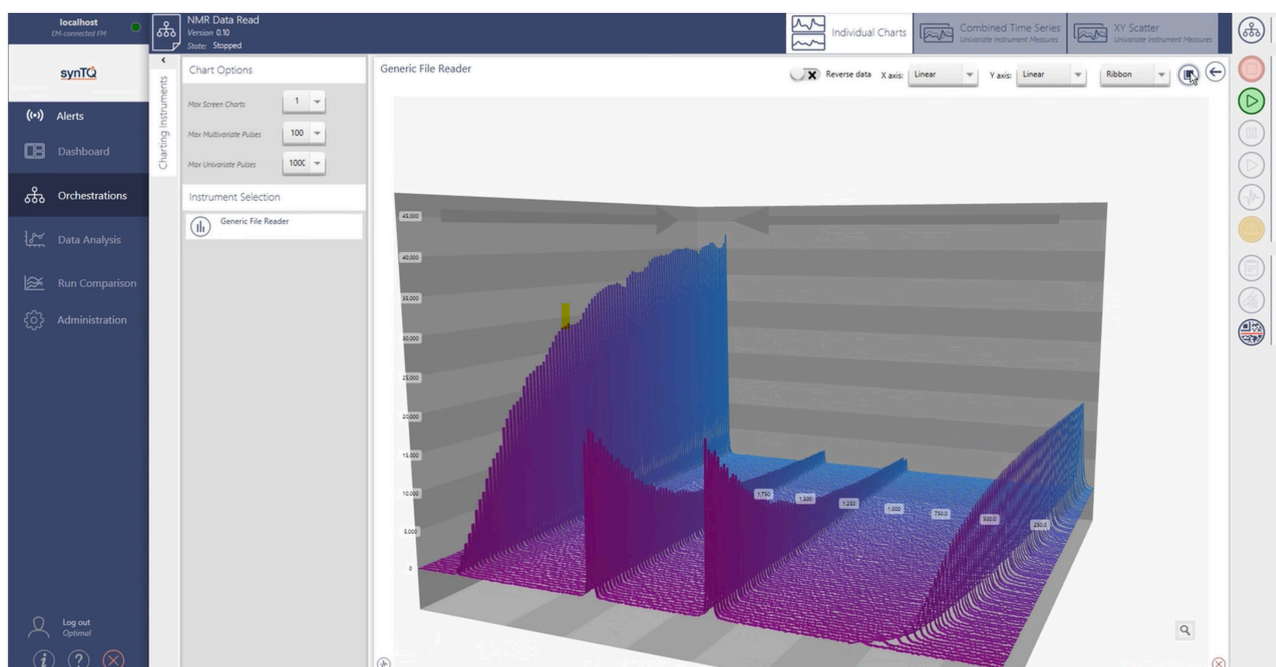 localhost
EM-connected FM
synTQ
Alerts
Dashboard
Orchestrations
Data Analysis
Run Comparison
Administration
Log out
Optimal
NMR Data Read
Version 0.10
State: Stopped
Individual Charts
Combined Time Series
Univariate Instrument Measures
XY Scatter
Univariate Instrument Measures
Charting Instruments
Chart Options
Max Screen Charts
1
Max Multivariate Pulses
100
Max Univariate Pulses
Instrument Selection
Generic File Reader
Generic File Reader
Reverse data
X axis:
Linear
Y axis:
Linear
Ribbon
45,000
40,000
35,000
30,000
25,000
20,000
15,000
10,000
5,000
0
1,750
1,500
1,250
1,000
750.0
500.0
250.0